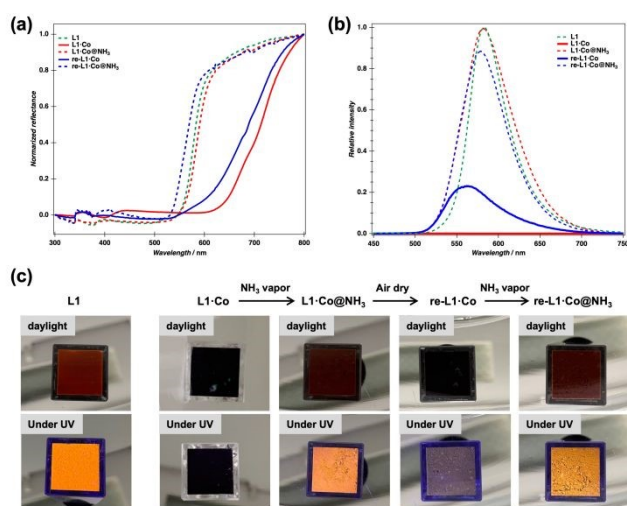 (a)
L1
L1·Co
L1·Co@NH₃
re-L1·Co
re-L1·Co@NH₃
Normalized reflectance
1.0
0.8
0.6
0.4
0.2
0.0
300 400 500 600 700 800
Wavelength / nm
(b)
L1
L1·Co
L1·Co@NH₃
re-L1·Co
re-L1·Co@NH₃
Relative intensity
1.0
0.8
0.6
0.4
0.2
0.0
450 500 550 600 650 700 750
Wavelength / nm
(c)
NH₃ vapor Air dry NH₃ vapor
L1 L1·Co L1·Co@NH₃ re-L1·Co re-L1·Co@NH₃
daylight daylight daylight daylight daylight
Under UV Under UV Under UV Under UV Under UV